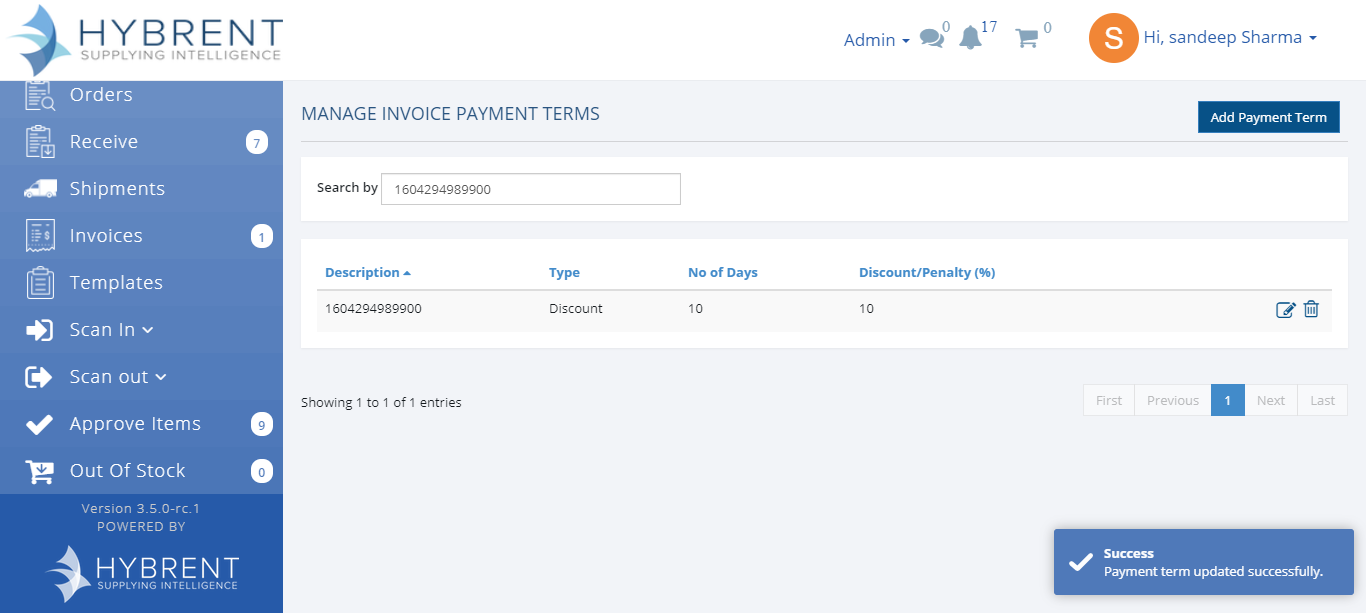 HYBRENT
SUPPLYING INTELLIGENCE
Admin
0
17
0
S
Hi, sandeep Sharma
Orders
Receive
7
Shipments
Invoices
1
Templates
Scan In
Scan out
Approve Items
9
Out Of Stock
0
Version 3.5.0-rc.1
POWERED BY
HYBRENT
SUPPLYING INTELLIGENCE
MANAGE INVOICE PAYMENT TERMS
Add Payment Term
Search by
1604294989900
Description Type No of Days Discount/Penalty (%)
1604294989900 Discount 10 10
Showing 1 to 1 of 1 entries
First Previous 1 Next Last
Success
Payment term updated successfully.